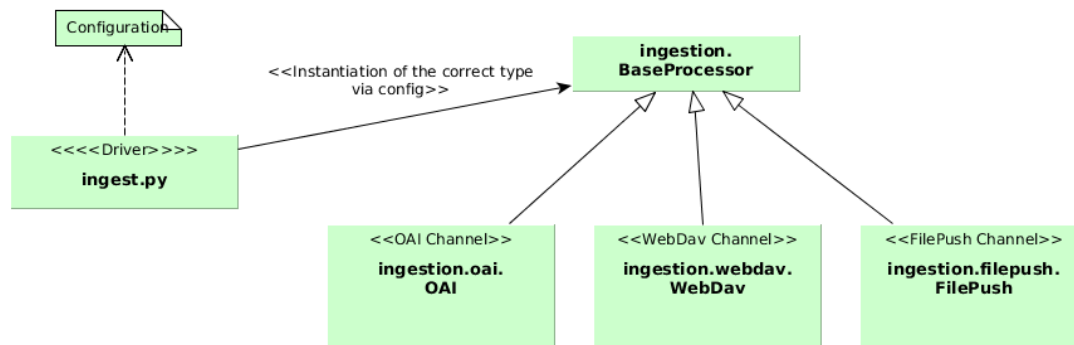 Configuration
<<Instantiation of the correct type
via config>>
ingestion.
BaseProcessor
<<<<Driver>>>>
ingest.py
<<OAI Channel>>
ingestion.oai.
OAI
<<WebDav Channel>>
ingestion.webdav.
WebDav
<<FilePush Channel>>
ingestion.filepush.
FilePush